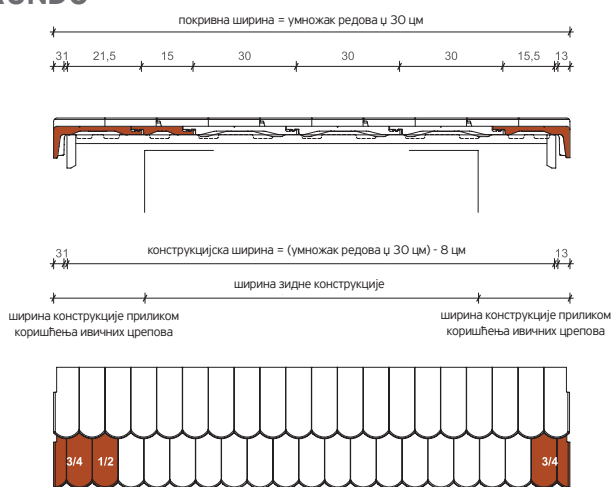 RUNDO
покривна ширина = умножак редова џ 30 цм
31 21,5 15 30 30 30 15,5 13
31 конструкцијска ширина = (умножак редова џ 30 цм) - 8 цм 13
ширина зидне конструкције
ширина конструкције приликом
коришћења ивичних црепова
ширина конструкције приликом
коришћења ивичних црепова
3/4 1/2 3/4